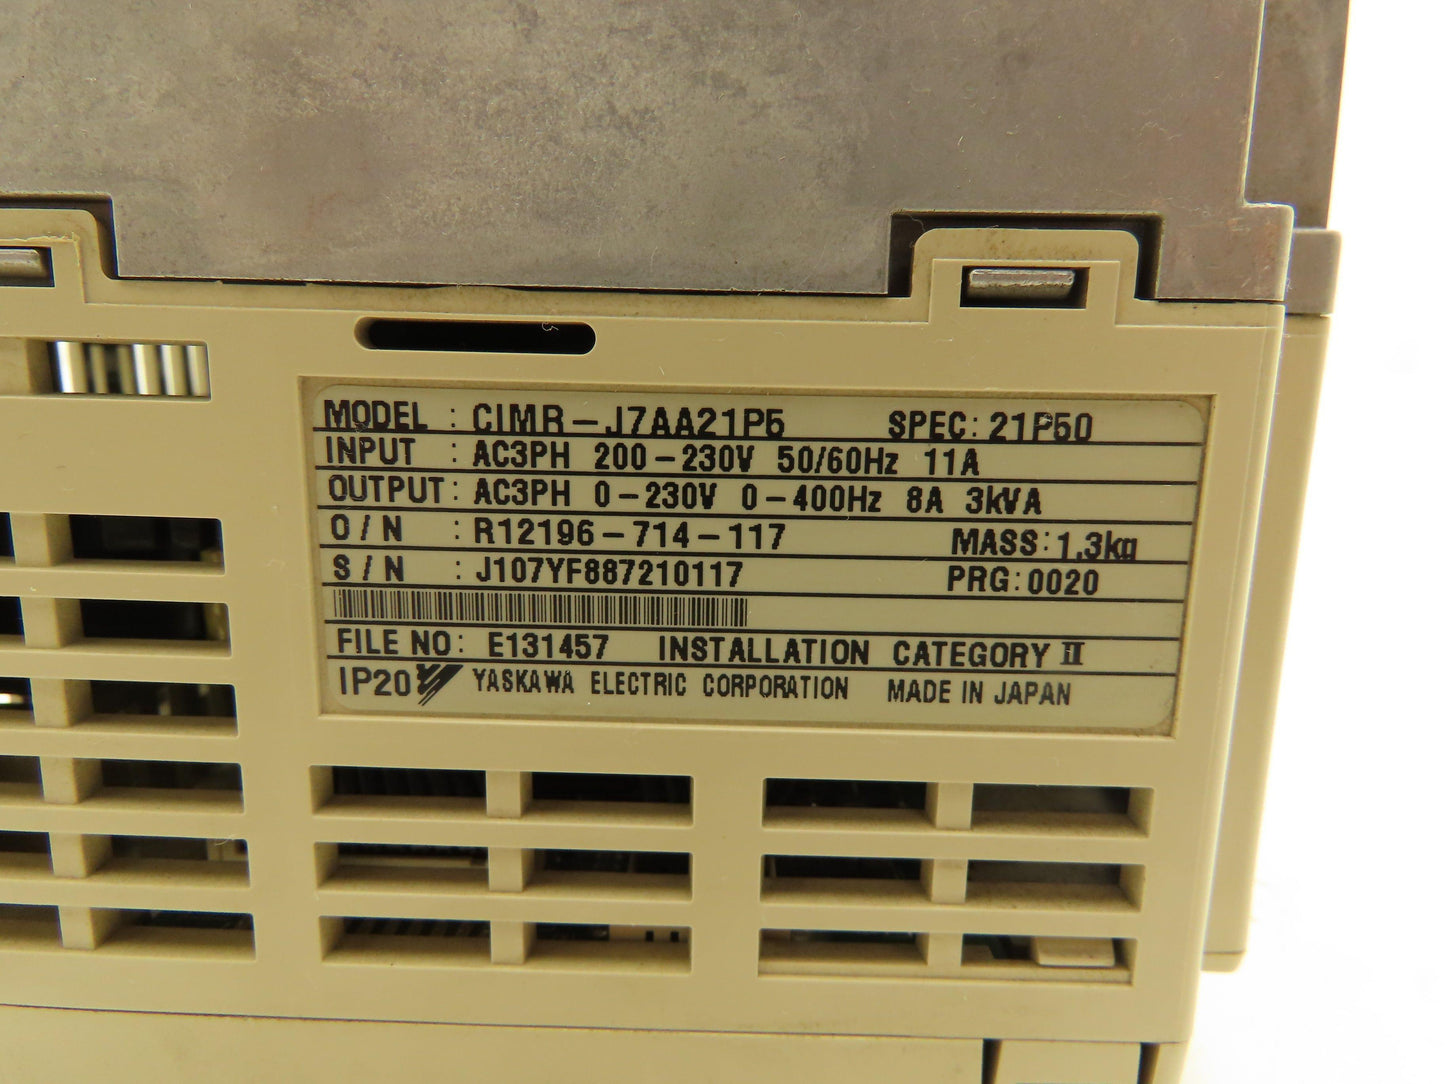 MODEL : CIMR-J7AA21P5 SPEC: 21P50
INPUT : AC3PH 200-230V 50/60Hz 11A
OUTPUT: AC3PH 0-230V 0-400Hz 8A 3kVA
O/N : R12196-714-117 MASS: 1.3kg
S/N : J107YF887210117 PRG: 0020
FILE NO: E131457 INSTALLATION CATEGORY II
IP20 YASKAWA ELECTRIC CORPORATION MADE IN JAPAN